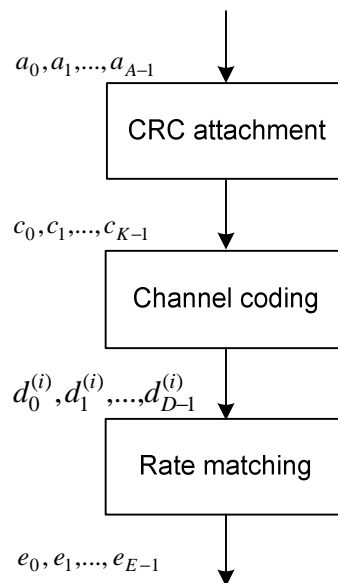 a_0, a_1, ..., a_{A-1}
CRC attachment
c_0, c_1, ..., c_{K-1}
Channel coding
d_0^{(i)}, d_1^{(i)}, ..., d_{D-1}^{(i)}
Rate matching
e_0, e_1, ..., e_{E-1}